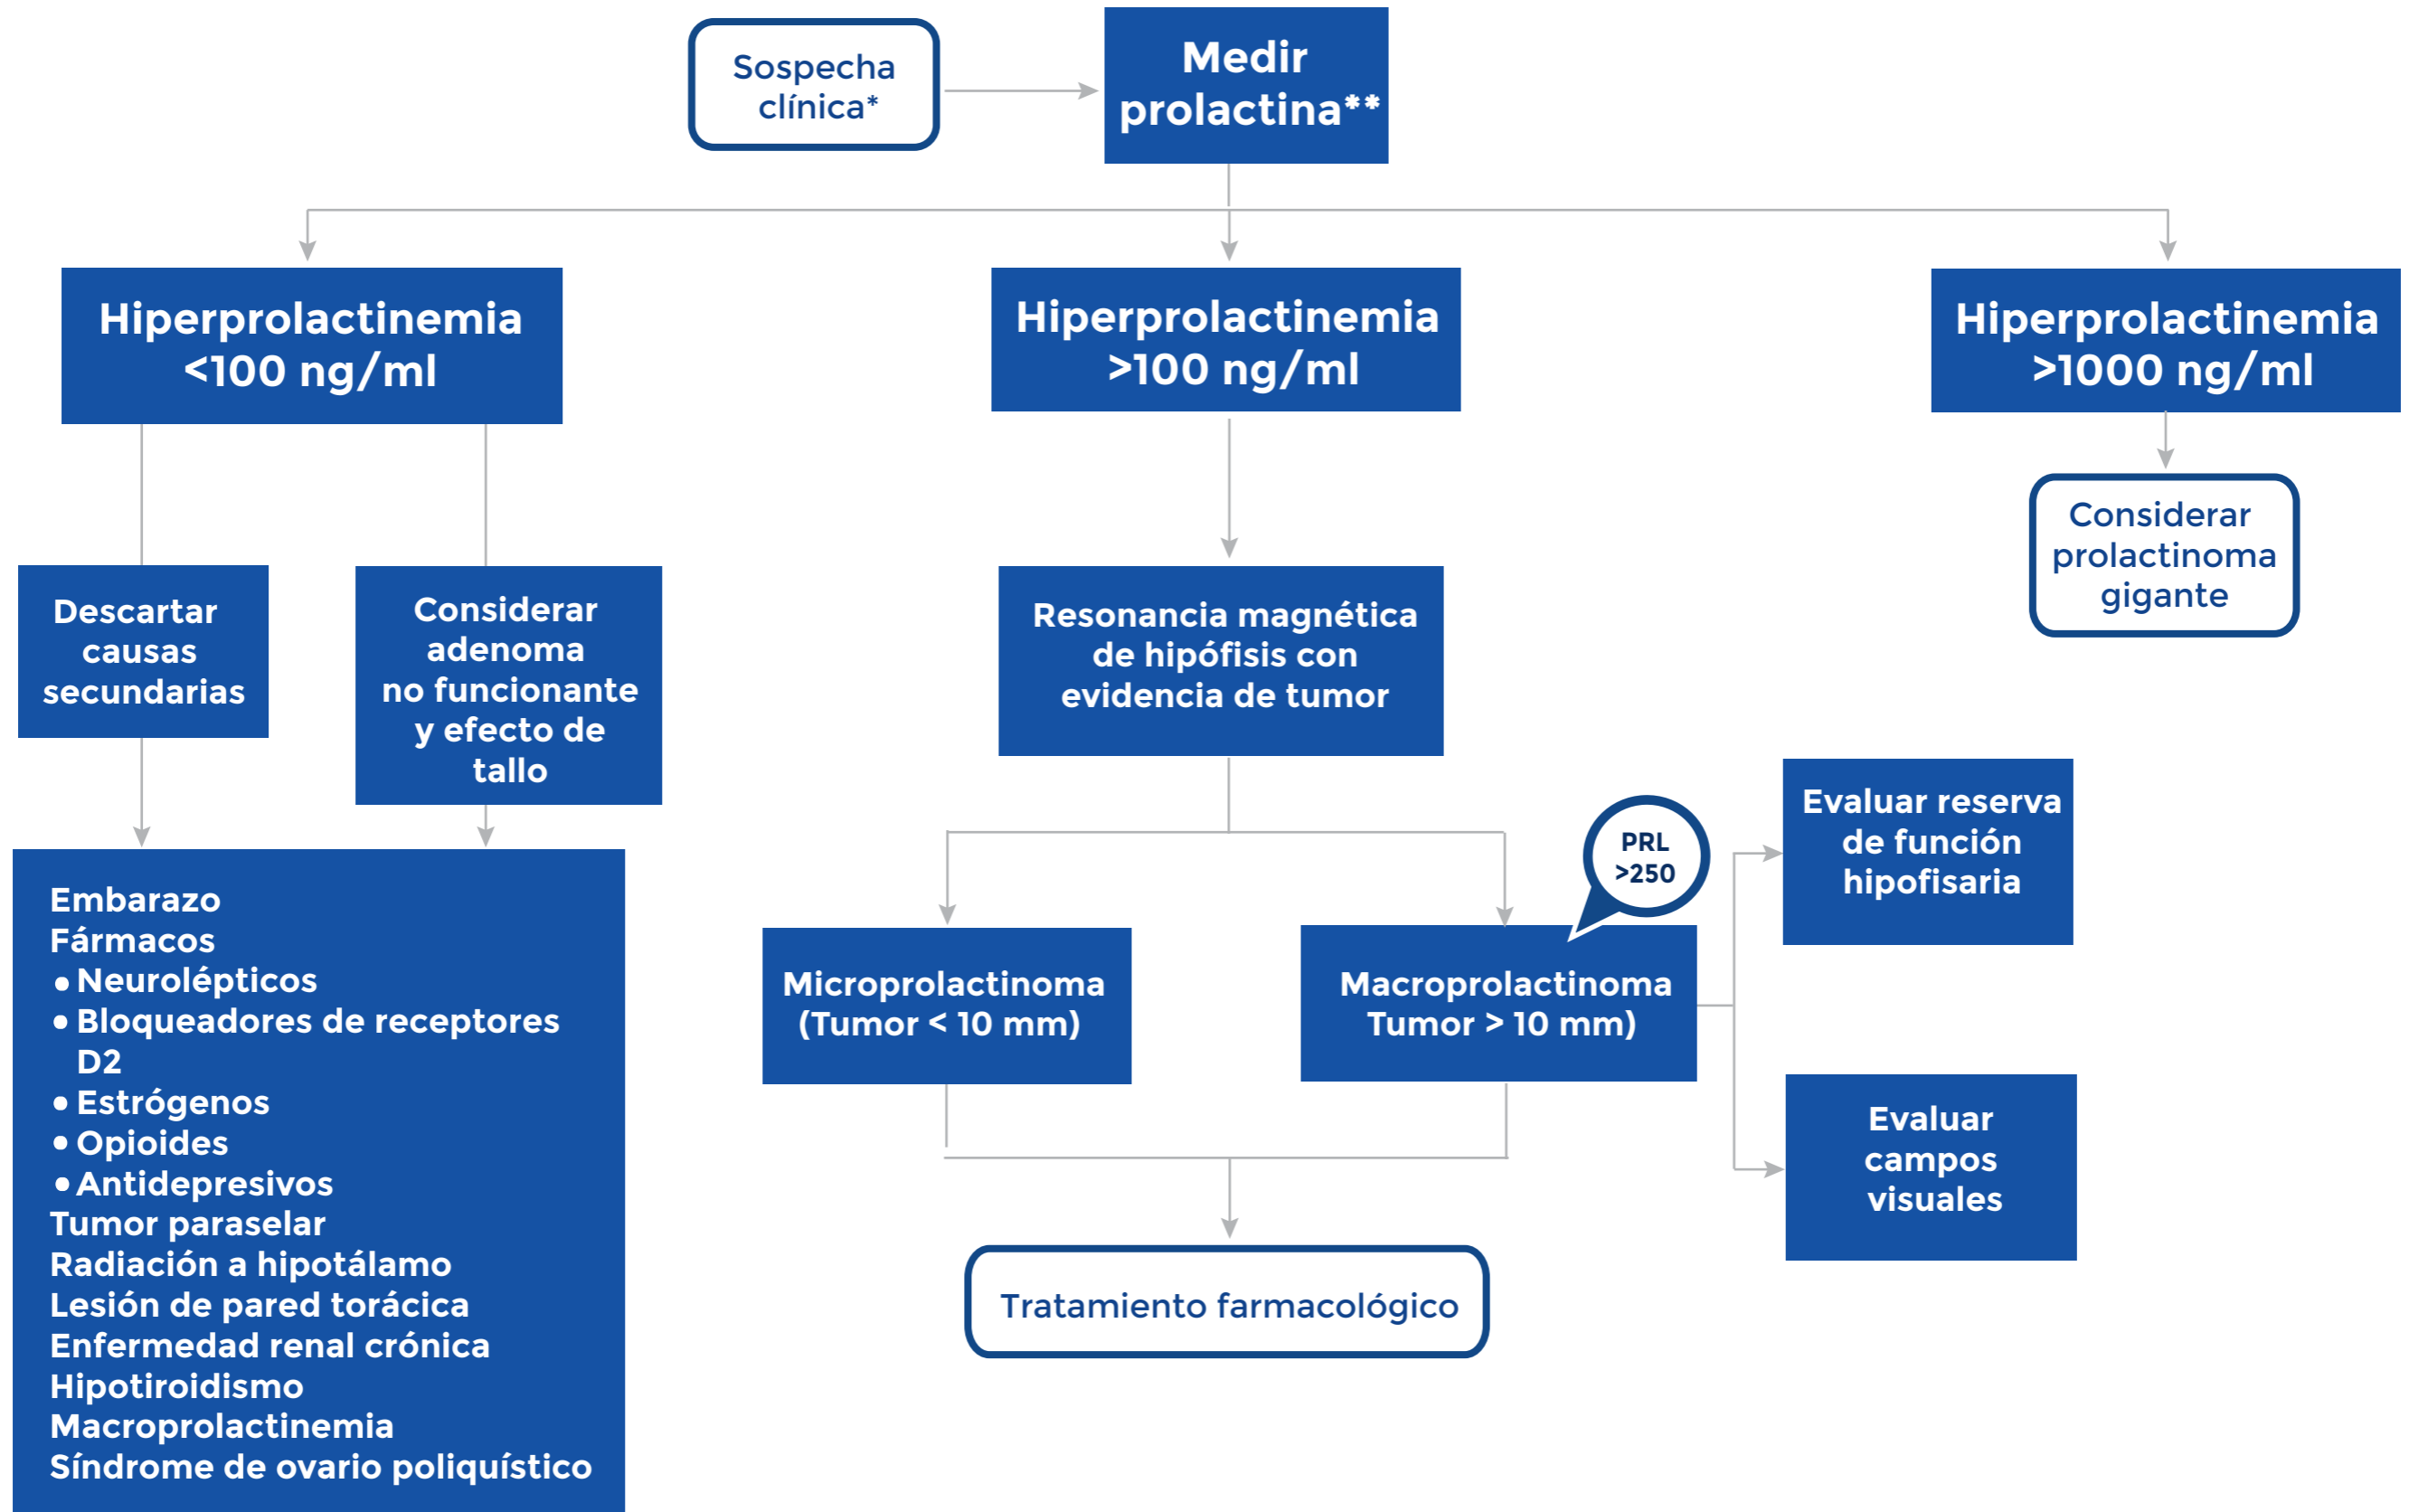 Sospecha
clínica*
Medir
prolactina**
Hiperprolactinemia
<100 ng/ml
Hiperprolactinemia
>100 ng/ml
Hiperprolactinemia
>1000 ng/ml
Descartar
causas
secundarias
Considerar
adenoma
no funcionante
y efecto de
tallo
Resonancia magnética
de hipófisis con
evidencia de tumor
Considerar
prolactinoma
gigante
Embarazo
Fármacos
• Neurolépticos
• Bloqueadores de receptores
D2
• Estrógenos
• Opioides
• Antidepresivos
Tumor paraselar
Radiación a hipotálamo
Lesión de pared torácica
Enfermedad renal crónica
Hipotiroidismo
Macroprolactinemia
Síndrome de ovario poliquístico
Microprolactinoma
(Tumor < 10 mm)
PRL
>250
Macroprolactinoma
Tumor > 10 mm)
Evaluar reserva
de función
hipofisaria
Evaluar
campos
visuales
Tratamiento farmacológico